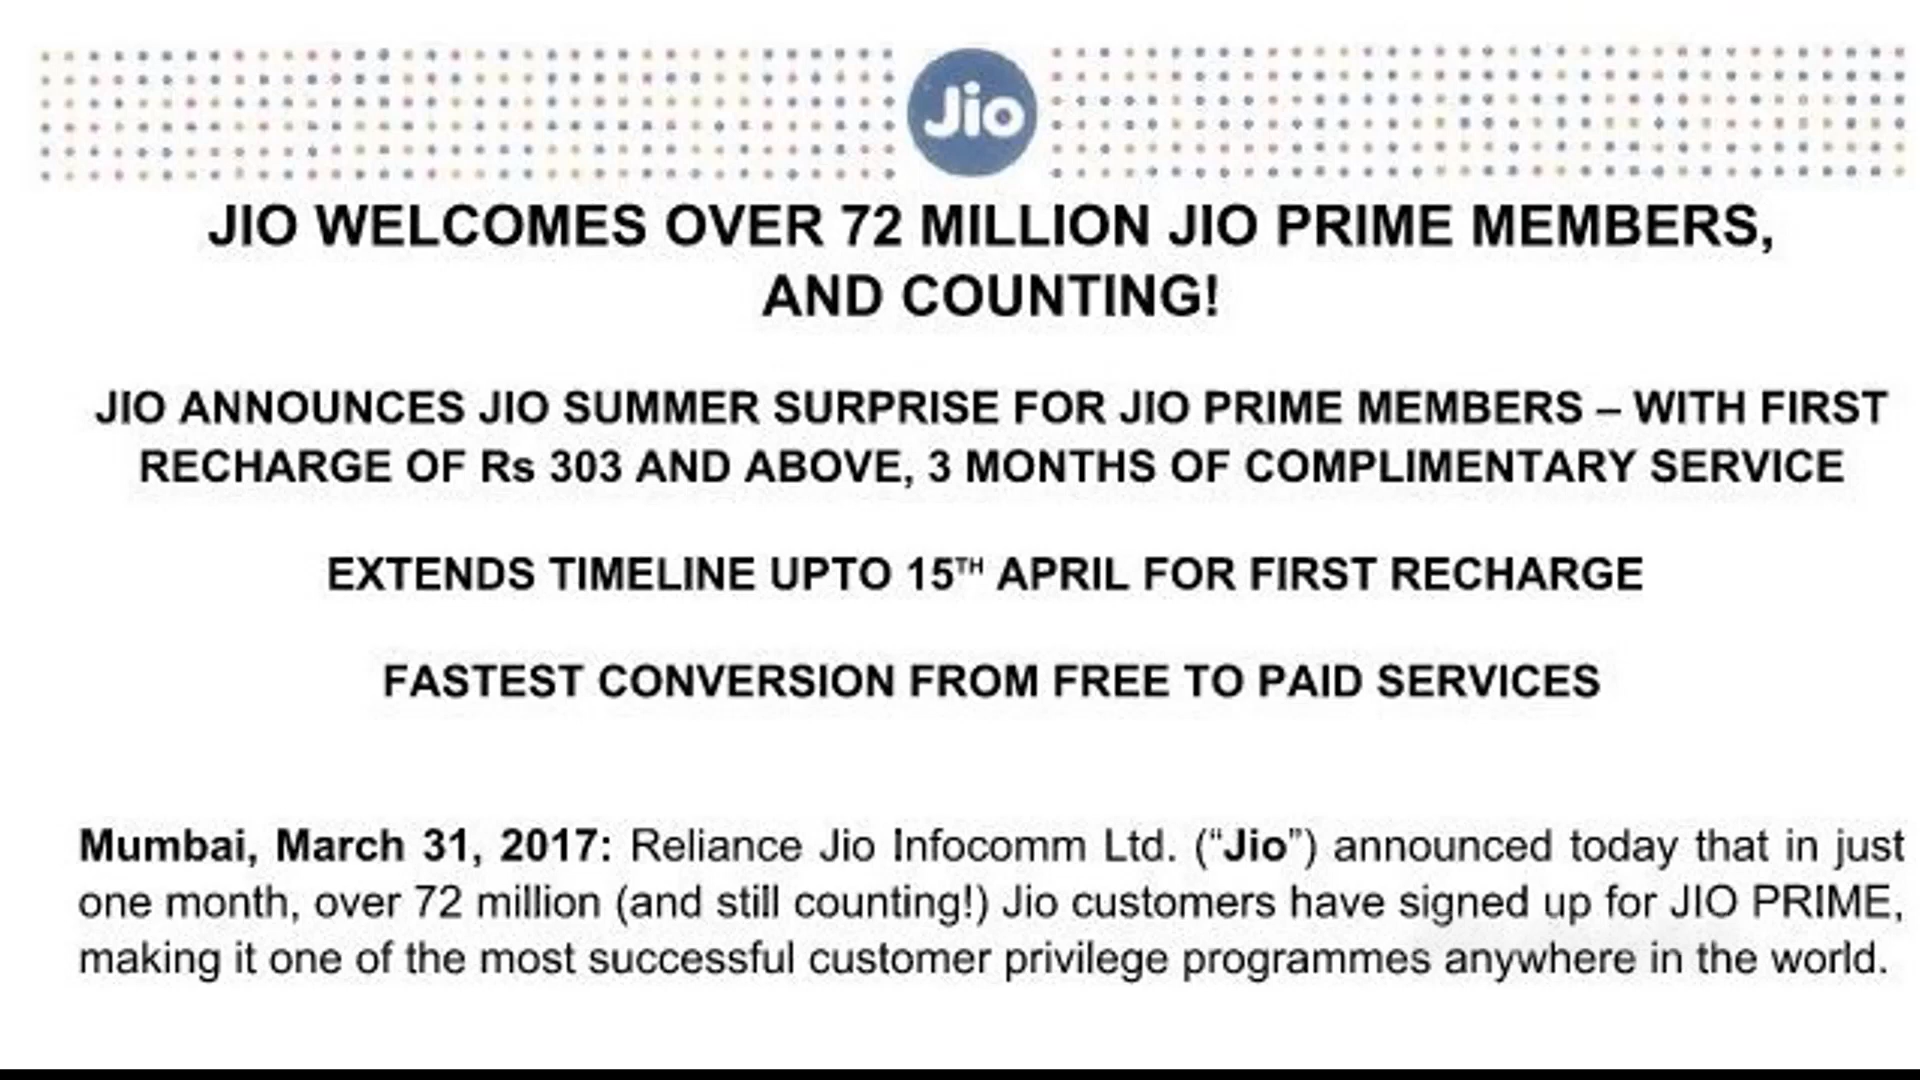 Jio
JIO WELCOMES OVER 72 MILLION JIO PRIME MEMBERS,
AND COUNTING!
JIO ANNOUNCES JIO SUMMER SURPRISE FOR JIO PRIME MEMBERS – WITH FIRST
RECHARGE OF Rs 303 AND ABOVE, 3 MONTHS OF COMPLIMENTARY SERVICE
EXTENDS TIMELINE UPTO 15TH APRIL FOR FIRST RECHARGE
FASTEST CONVERSION FROM FREE TO PAID SERVICES
Mumbai, March 31, 2017: Reliance Jio Infocomm Ltd. (“Jio”) announced today that in just
one month, over 72 million (and still counting!) Jio customers have signed up for JIO PRIME,
making it one of the most successful customer privilege programmes anywhere in the world.